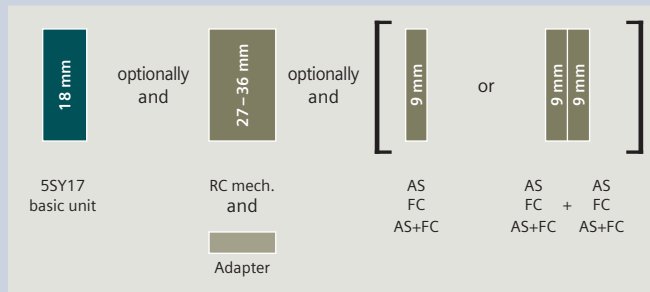 18 mm
optionally
and
27 – 36 mm
optionally
and
9 mm
or
9 mm
9 mm
5SY17
basic unit
RC mech.
and
Adapter
AS
FC
AS+FC
AS AS
FC + FC
AS+FC AS+FC